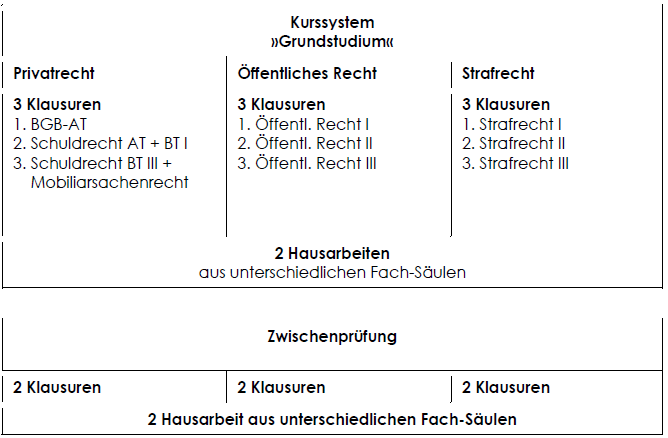 Kurssystem
»Grundstudium«
Privatrecht
Öffentliches Recht
Strafrecht
3 Klausuren
1. BGB-AT
2. Schuldrecht AT + BT I
3. Schuldrecht BT III +
Mobiliarsachenrecht
3 Klausuren
1. Öffentl. Recht I
2. Öffentl. Recht II
3. Öffentl. Recht III
3 Klausuren
1. Strafrecht I
2. Strafrecht II
3. Strafrecht III
2 Hausarbeiten
aus unterschiedlichen Fach-Säulen
Zwischenprüfung
2 Klausuren
2 Klausuren
2 Klausuren
2 Hausarbeit aus unterschiedlichen Fach-Säulen